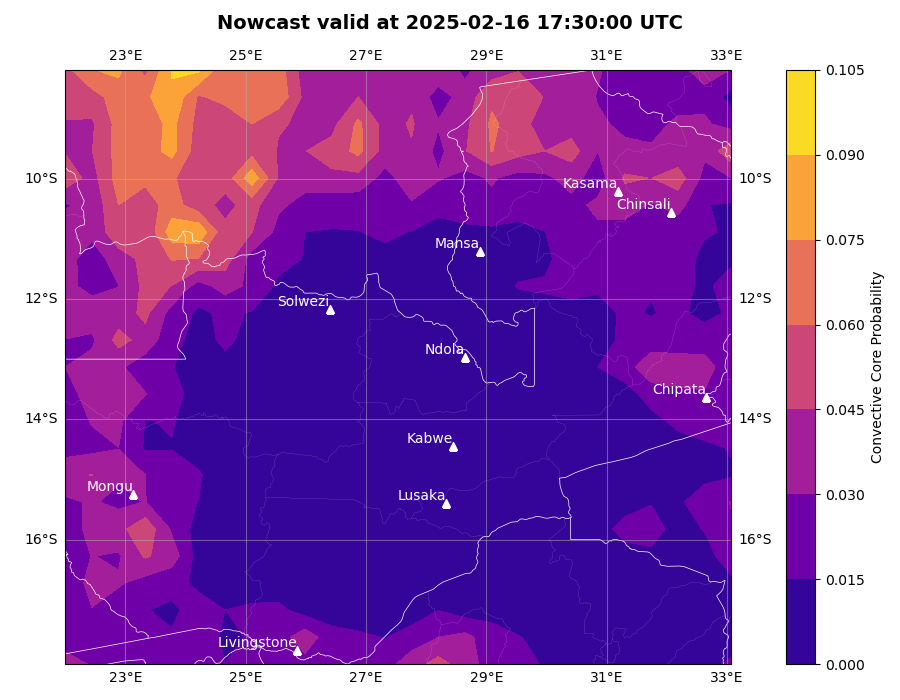 Nowcast valid at 2025-02-16 17:30:00 UTC
23°E 25°E 27°E 29°E 31°E 33°E
0.105
0.090
10°S 10°S
Kasama
Chinsali
0.075
Mansa
12°S 12°S
Solwezi
0.060
Ndola
Chipata
0.045
14°S 14°S
Kabwe
Mongu
Lusaka
0.030
16°S 16°S
0.015
Livingstone
0.000
Convective Core Probability
23°E 25°E 27°E 29°E 31°E 33°E